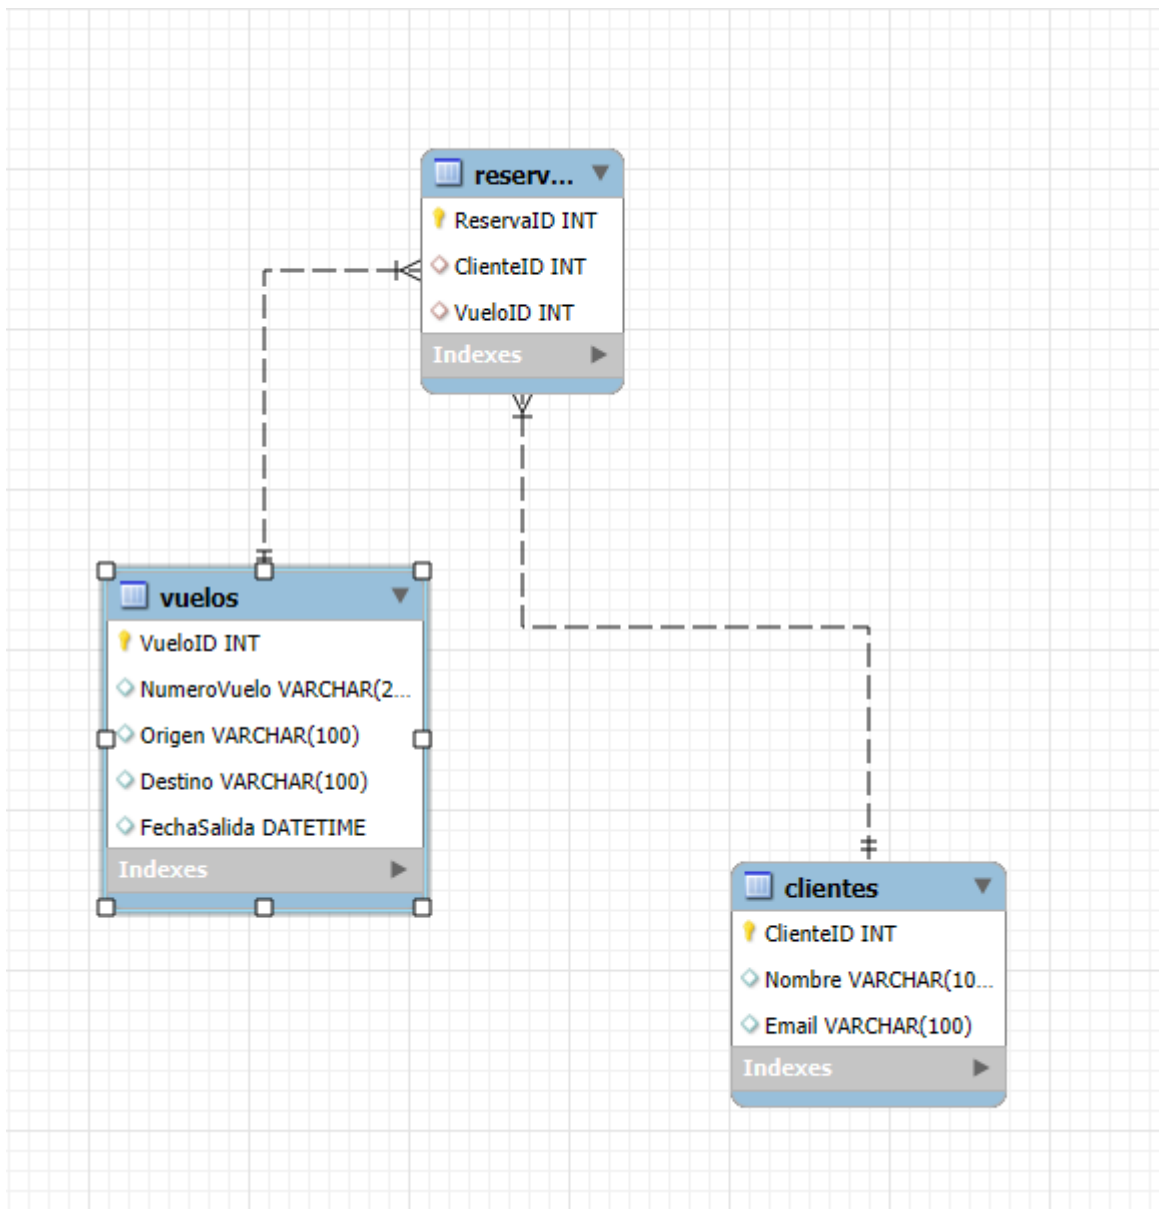 reserv...
ReservaID INT
ClienteID INT
VueloID INT
Indexes
vuelos
VueloID INT
NumeroVuelo VARCHAR(2...
Origen VARCHAR(100)
Destino VARCHAR(100)
FechaSalida DATETIME
Indexes
clientes
ClienteID INT
Nombre VARCHAR(10...
Email VARCHAR(100)
Indexes